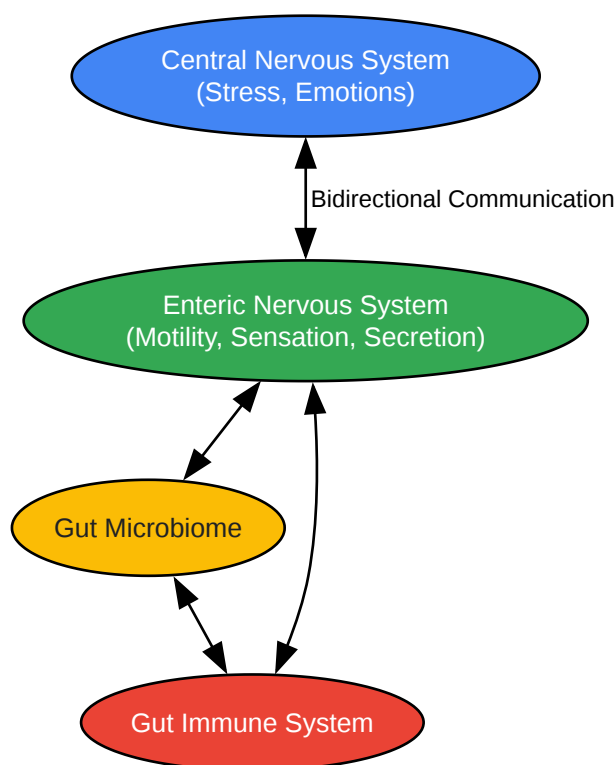 Central Nervous System
(Stress, Emotions)
Bidirectional Communication
Enteric Nervous System
(Motility, Sensation, Secretion)
Gut Microbiome
Gut Immune System